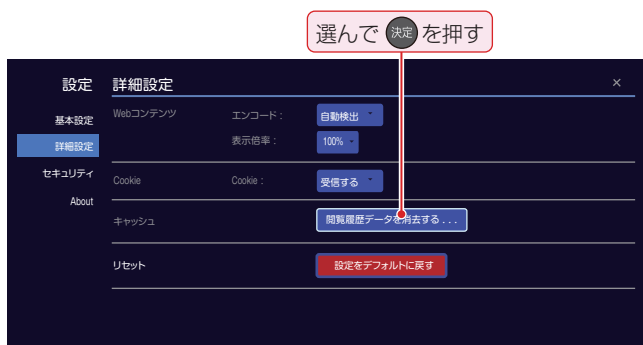 選んで 決定 を押す
設定 詳細設定 ×
基本設定
詳細設定
セキュリティ
About
Webコンテンツ エンコード： 自動検出
表示倍率： 100%
Cookie Cookie： 受信する
キャッシュ 閲覧履歴データを消去する...
リセット 設定をデフォルトに戻す